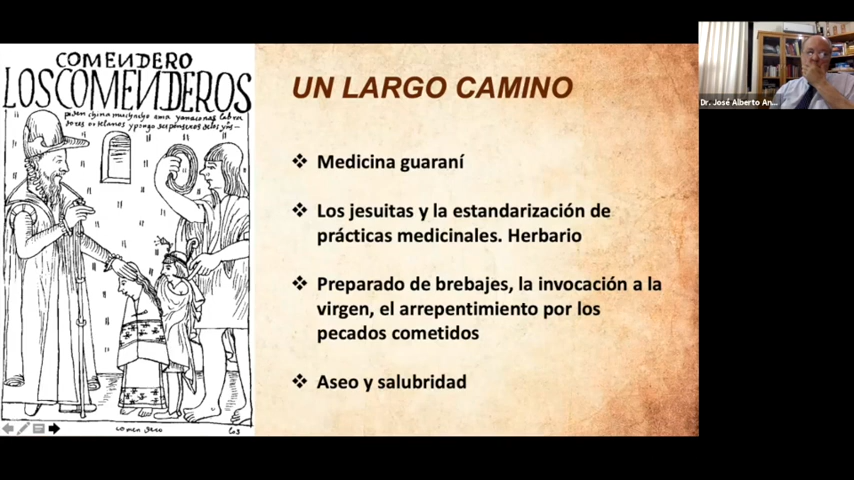 COMENDERO
LOSCOMENDEROS
UN LARGO CAMINO
❖ Medicina guaraní
❖ Los jesuitas y la estandarización de
prácticas medicinales. Herbario
❖ Preparado de brebajes, la invocación a la
virgen, el arrepentimiento por los
pecados cometidos
❖ Aseo y salubridad
Dr. José Alberto An...